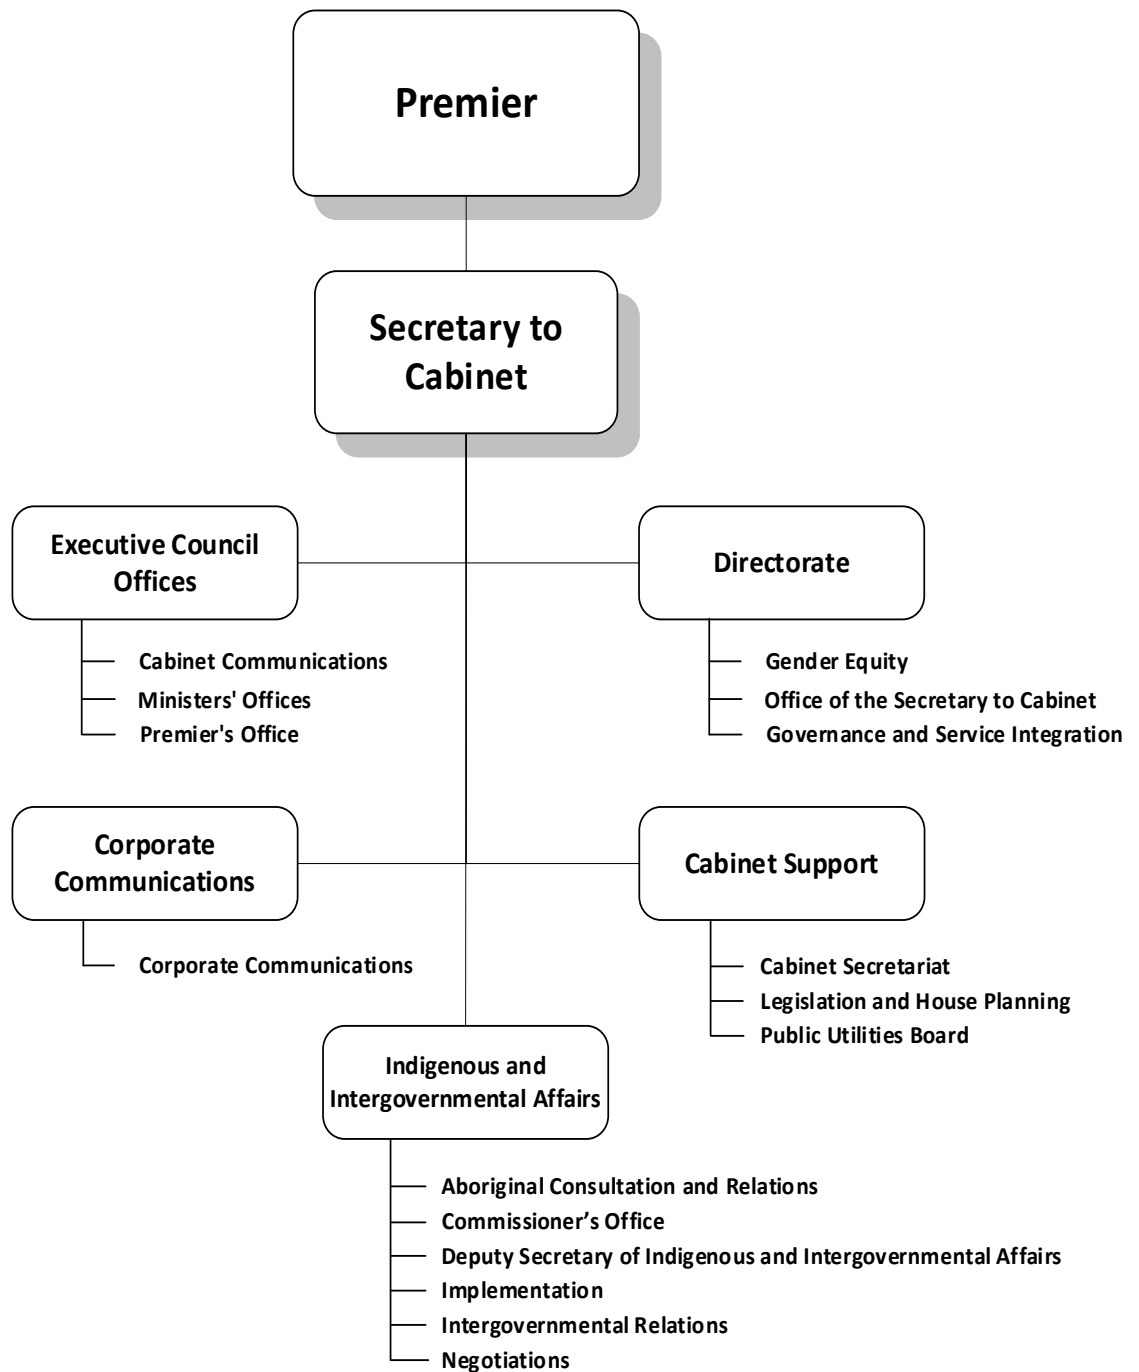 Premier
Secretary to
Cabinet
Executive Council
Offices
Cabinet Communications
Ministers' Offices
Premier's Office
Directorate
Gender Equity
Office of the Secretary to Cabinet
Governance and Service Integration
Corporate
Communications
Corporate Communications
Cabinet Support
Cabinet Secretariat
Legislation and House Planning
Public Utilities Board
Indigenous and
Intergovernmental Affairs
Aboriginal Consultation and Relations
Commissioner’s Office
Deputy Secretary of Indigenous and Intergovernmental Affairs
Implementation
Intergovernmental Relations
Negotiations